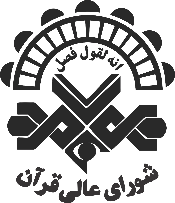 انه لقول فصل
شورای عالی قرآن